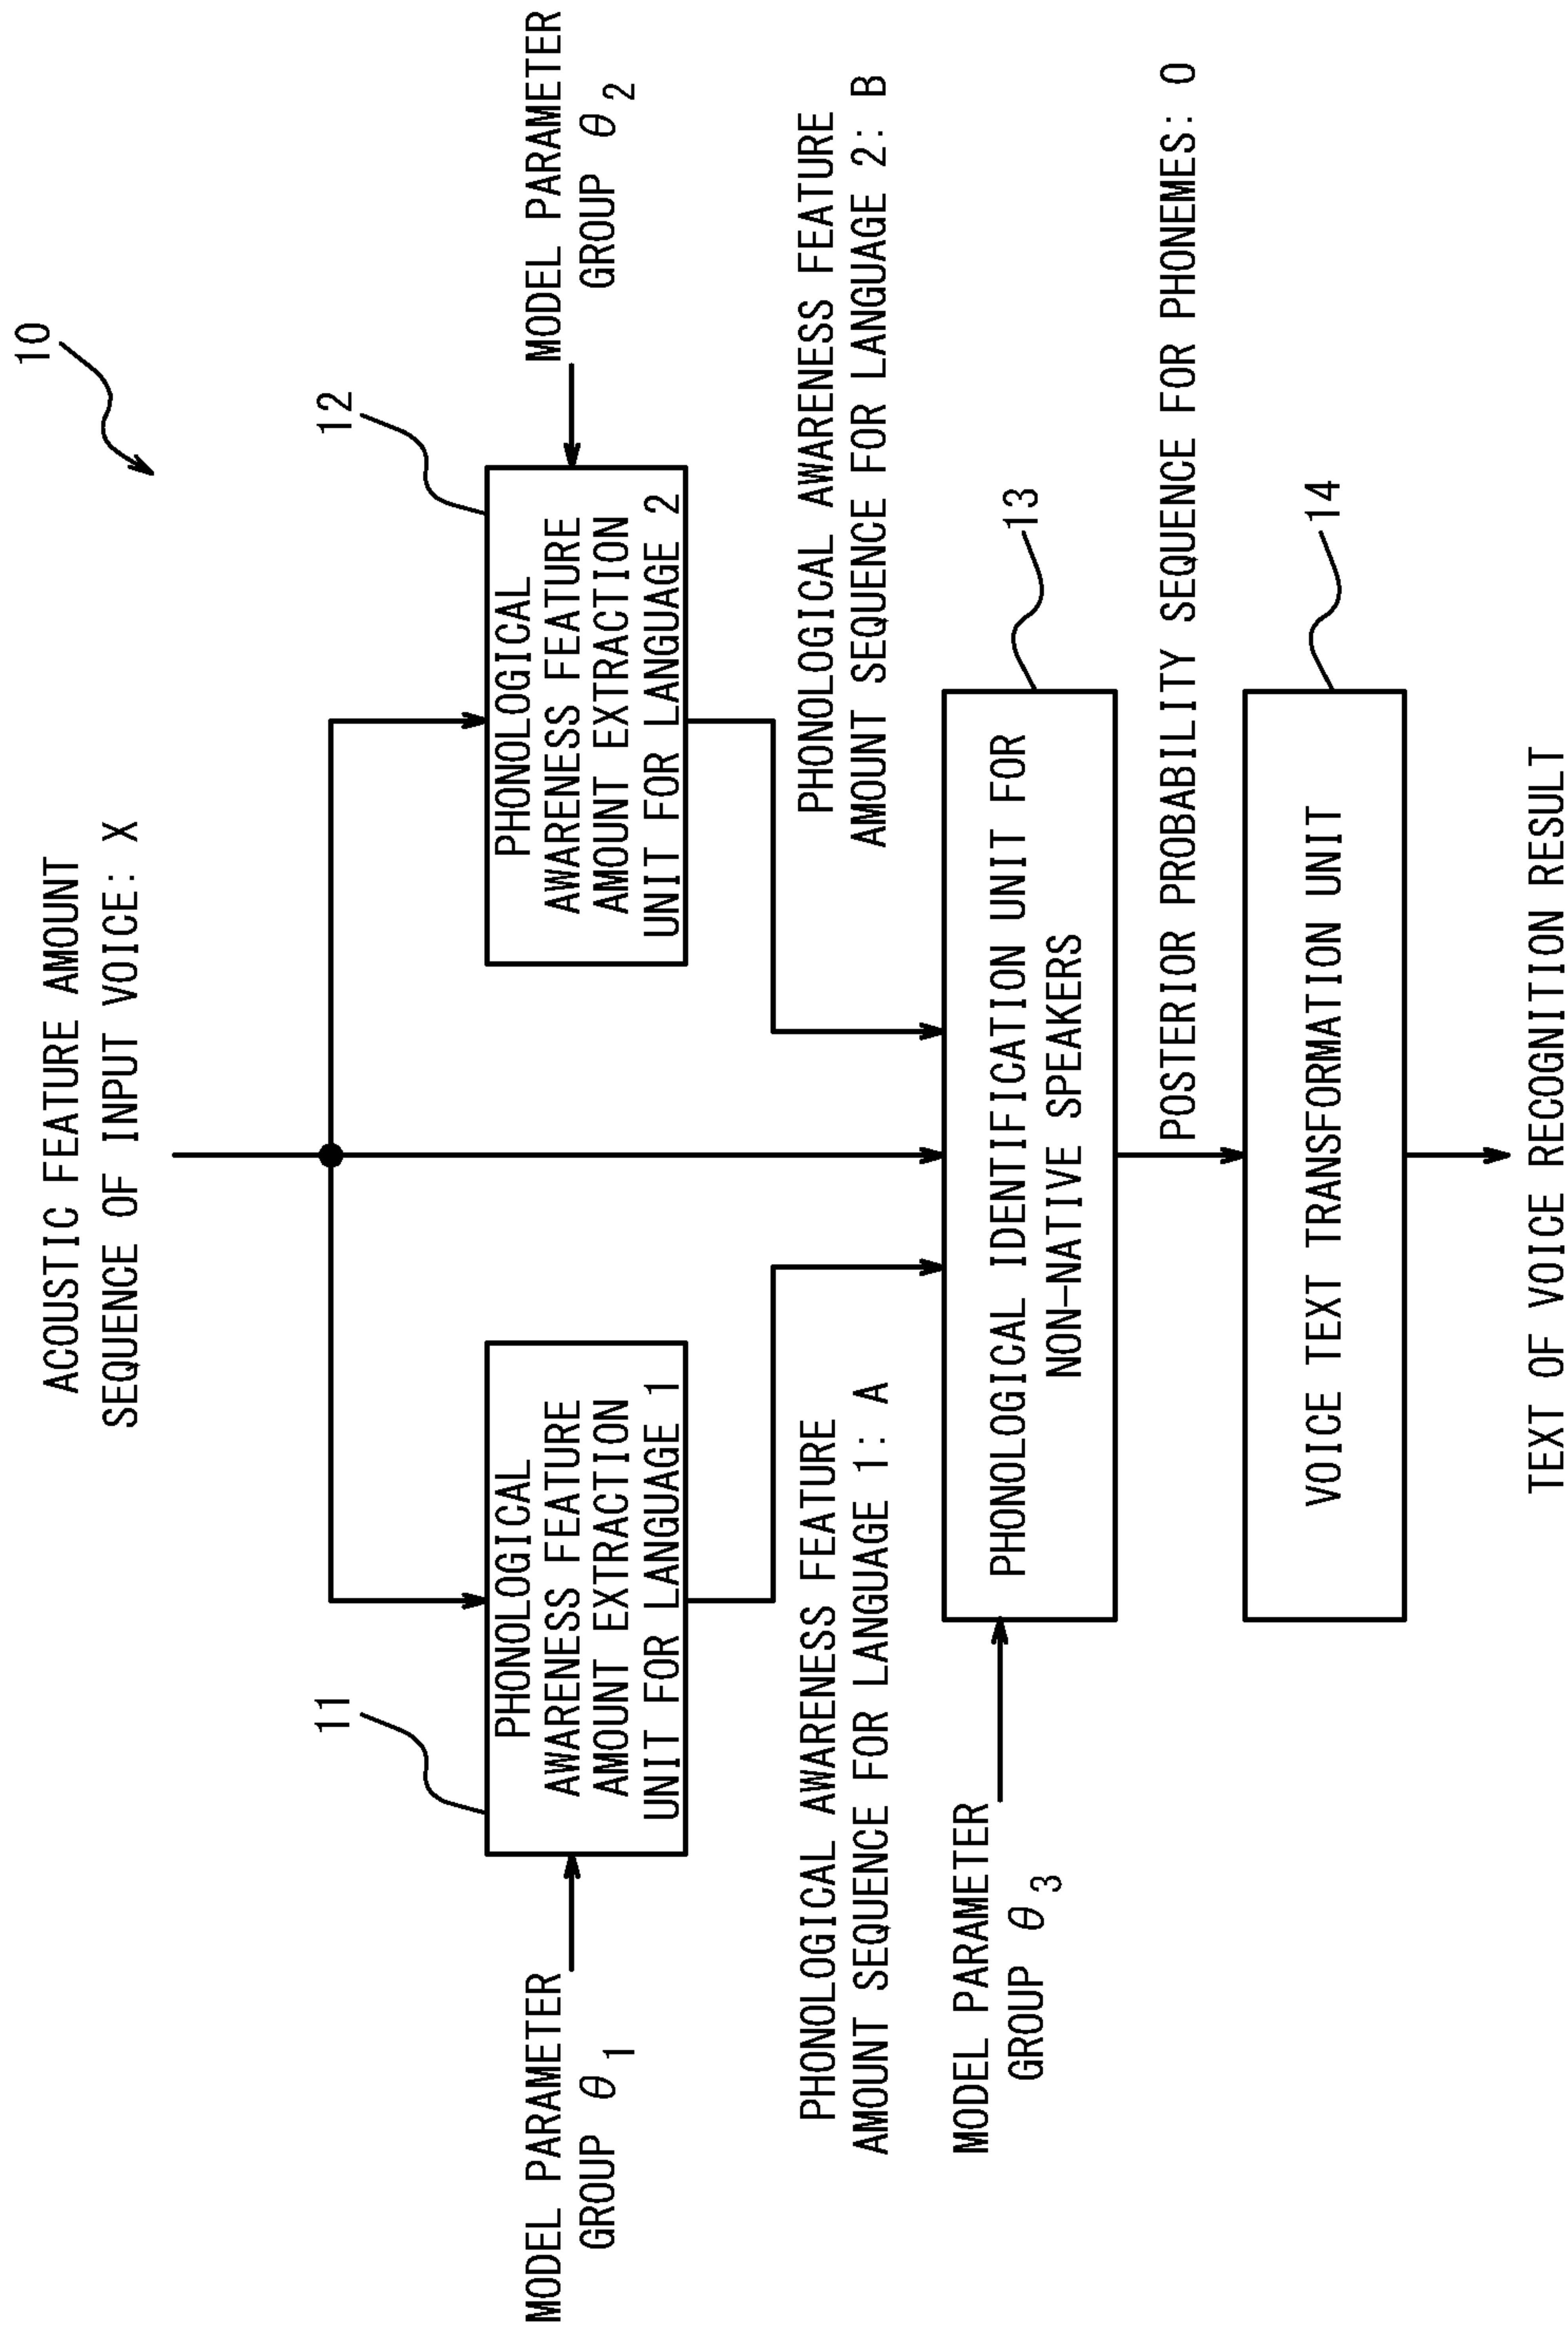 10
ACOUSTIC FEATURE AMOUNT
SEQUENCE OF INPUT VOICE: X
11
12
MODEL PARAMETER
GROUP θ1
PHONOLOGICAL
AWARENESS FEATURE
AMOUNT EXTRACTION
UNIT FOR LANGUAGE 1
PHONOLOGICAL
AWARENESS FEATURE
AMOUNT EXTRACTION
UNIT FOR LANGUAGE 2
MODEL PARAMETER
GROUP θ2
PHONOLOGICAL AWARENESS FEATURE
AMOUNT SEQUENCE FOR LANGUAGE 1: A
PHONOLOGICAL AWARENESS FEATURE
AMOUNT SEQUENCE FOR LANGUAGE 2: B
MODEL PARAMETER
GROUP θ3
PHONOLOGICAL IDENTIFICATION UNIT FOR
NON-NATIVE SPEAKERS
13
POSTERIOR PROBABILITY SEQUENCE FOR PHONEMES: O
VOICE TEXT TRANSFORMATION UNIT
14
TEXT OF VOICE RECOGNITION RESULT